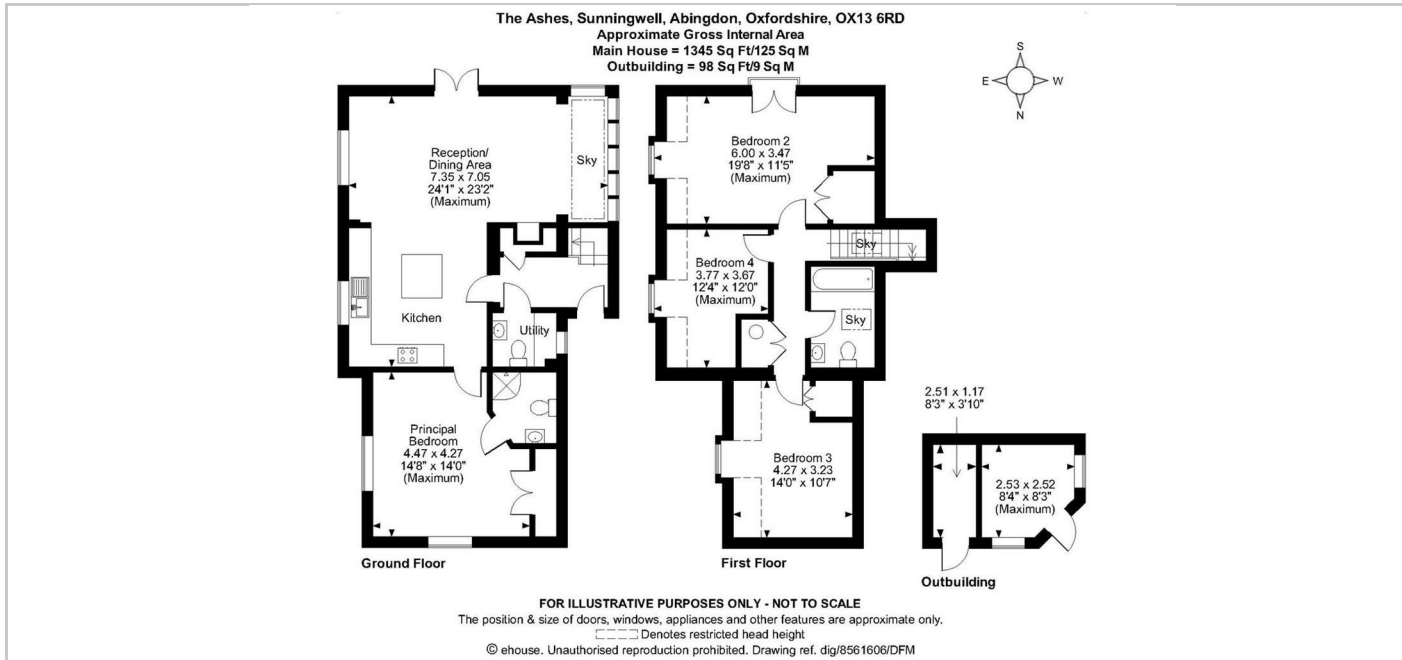 The Ashes, Sunningwell, Abingdon, Oxfordshire, OX13 6RD
Approximate Gross Internal Area
Main House = 1345 Sq Ft/125 Sq M
Outbuilding = 98 Sq Ft/9 Sq M
S
E
W
N
Reception/
Dining Area
7.35 x 7.05
24'1" x 23'2"
(Maximum)
Sky
Kitchen
Utility
Principal
Bedroom
4.47 x 4.27
14'8" x 14'0"
(Maximum)
Ground Floor
Bedroom 2
6.00 x 3.47
19'8" x 11'5"
(Maximum)
Sky
Bedroom 4
3.77 x 3.67
12'4" x 12'0"
(Maximum)
Sky
Bedroom 3
4.27 x 3.23
14'0" x 10'7"
First Floor
2.51 x 1.17
8'3" x 3'10"
2.53 x 2.52
8'4" x 8'3"
(Maximum)
Outbuilding
FOR ILLUSTRATIVE PURPOSES ONLY - NOT TO SCALE
The position & size of doors, windows, appliances and other features are approximate only.
Denotes restricted head height
© ehouse. Unauthorised reproduction prohibited. Drawing ref. dig/8561606/DFM